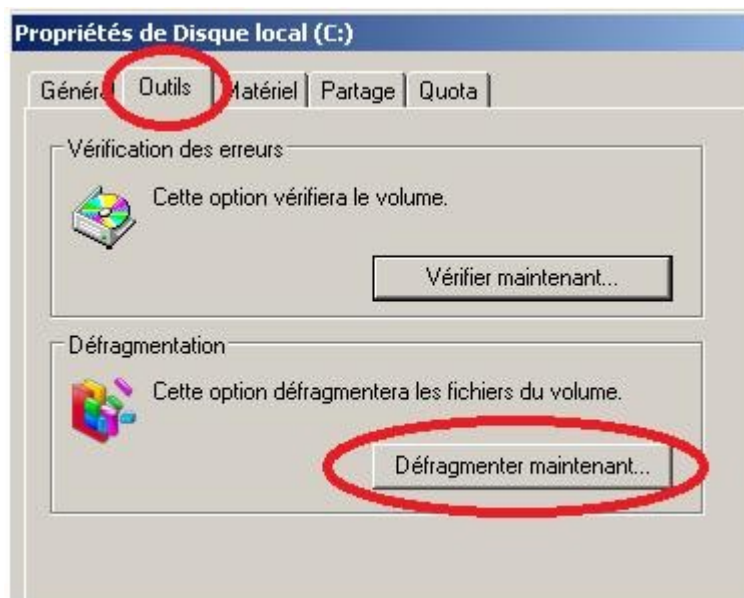 Propriétés de Disque local (C:)
Général Outils Matériel Partage Quota
Vérification des erreurs
Cette option vérifiera le volume.
Vérifier maintenant...
Défragmentation
Cette option défragmentera les fichiers du volume.
Défragmenter maintenant...